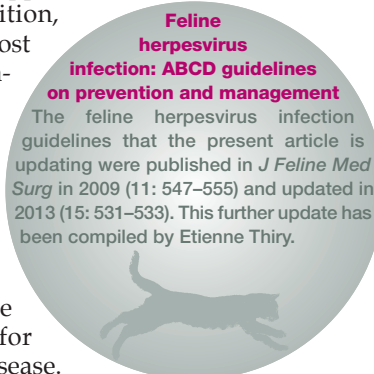 ition,
ost
-
Feline
herpesvirus
infection: ABCD guidelines
on prevention and management
The feline herpesvirus infection
guidelines that the present article is
updating were published in J Feline Med
Surg in 2009 (11: 547–555) and updated in
2013 (15: 531–533). This further update has
been compiled by Etienne Thiry.
e
for
sease.